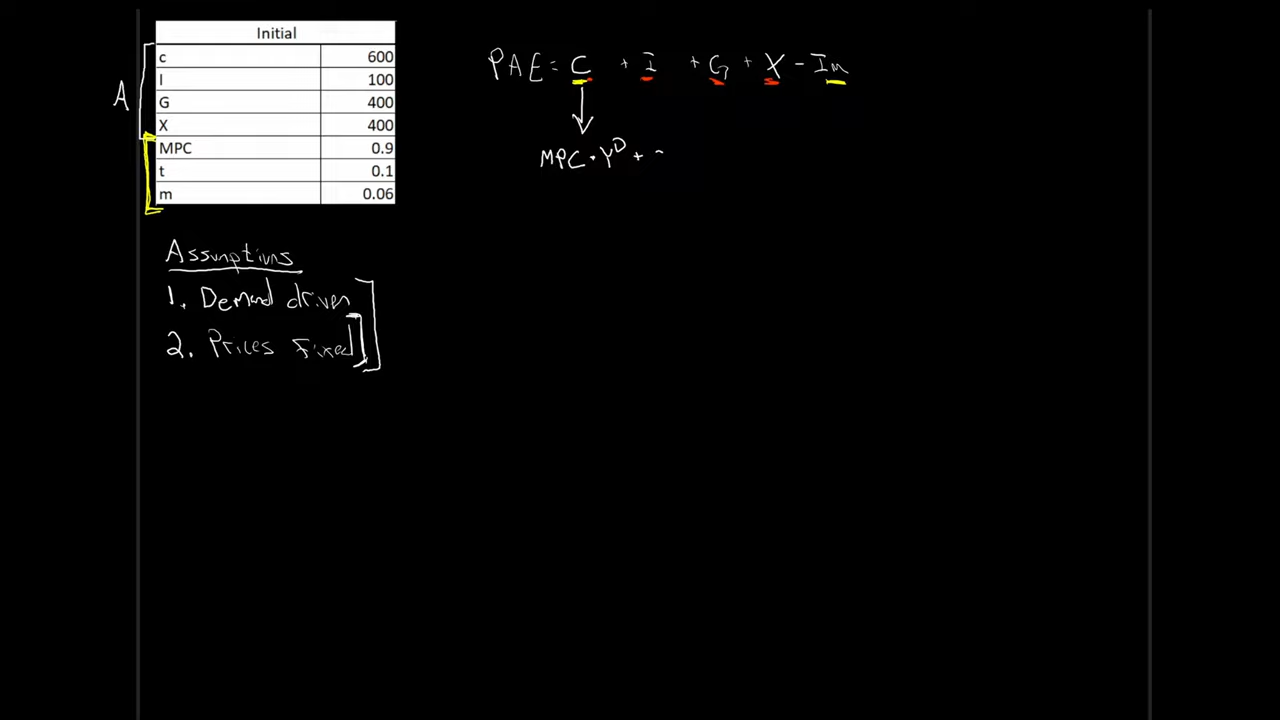 Initial
c 600
I 100
G 400
X 400
MPC 0.9
t 0.1
m 0.06
A
PAE = C + I + G + X - Im
MPC · Y^D +
Assumptions
1. Demand driven
2. Prices Fixed